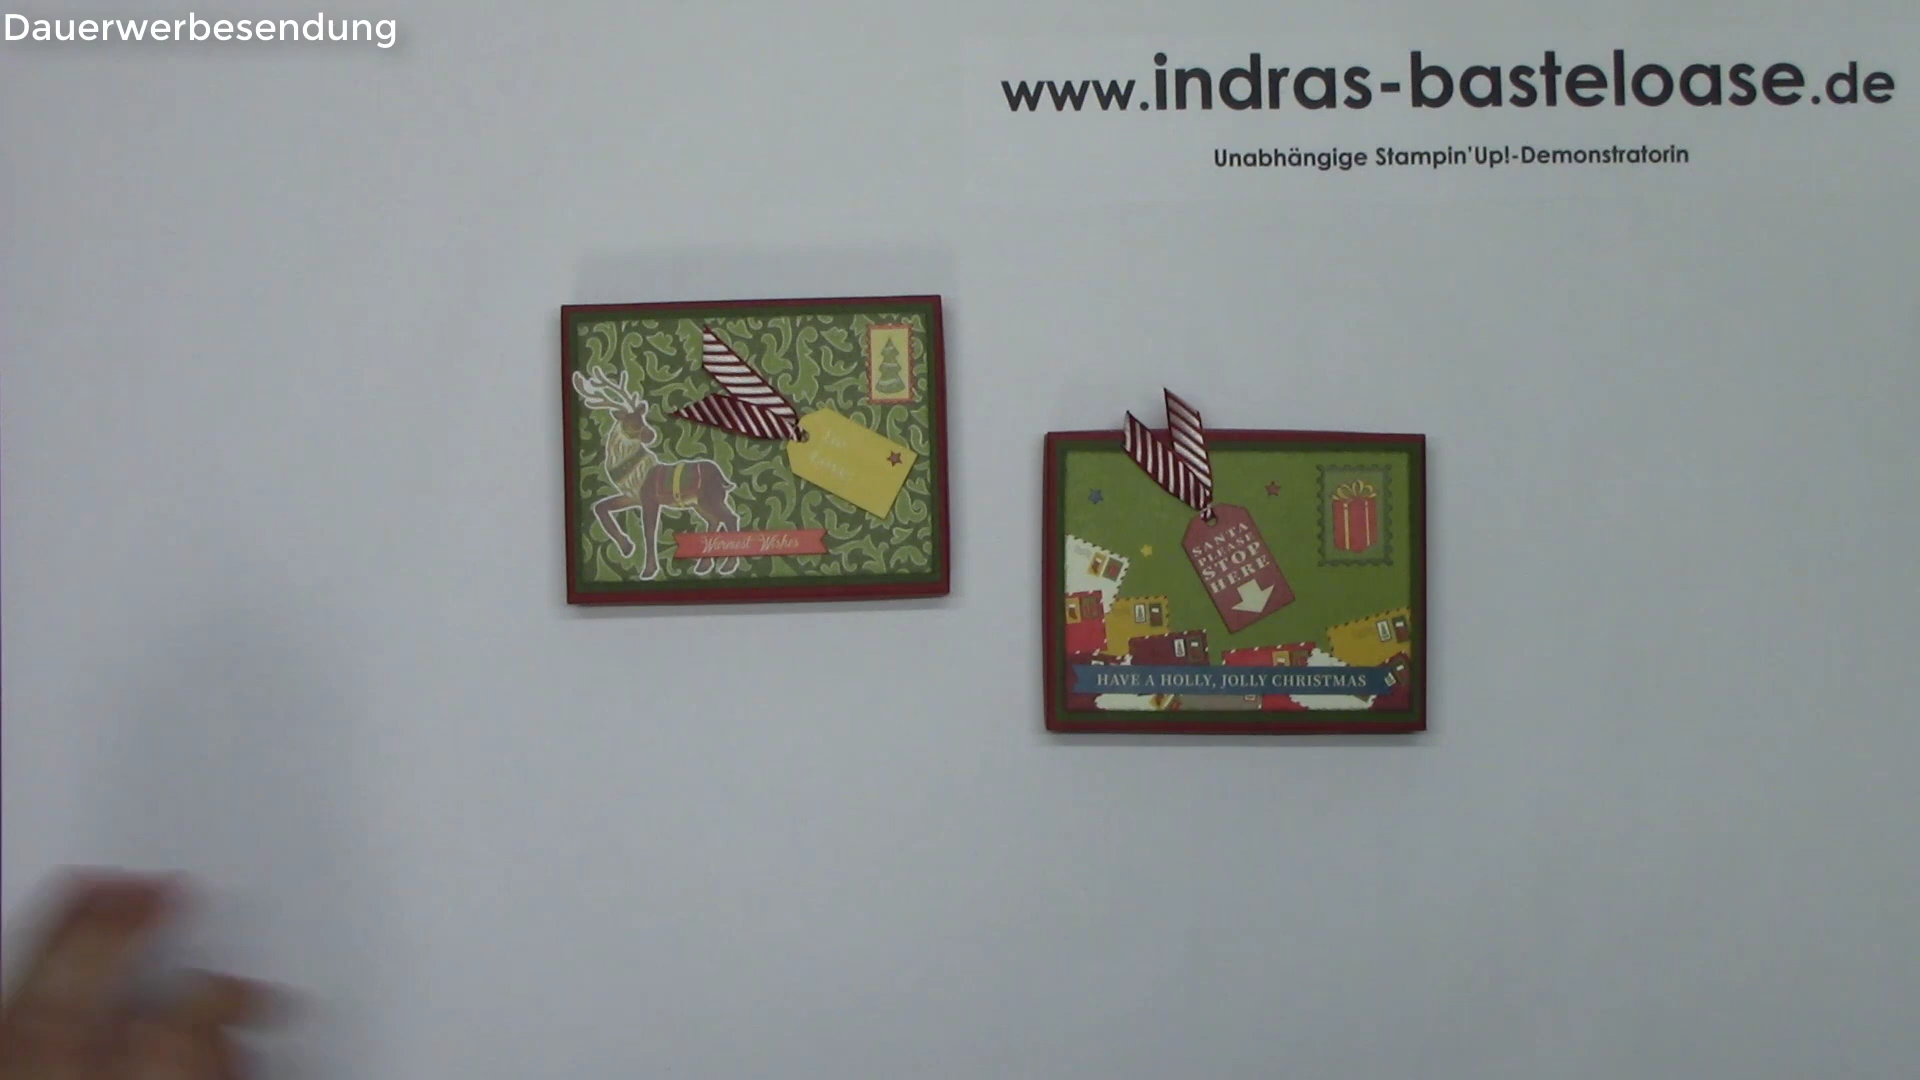 Dauerwerbesendung
www.indras-basteloase.de
Unabhängige Stampin'Up!-Demonstratorin
Warmest Wishes
SANTA
PLEASE
STOP
HERE
HAVE A HOLLY, JOLLY CHRISTMAS